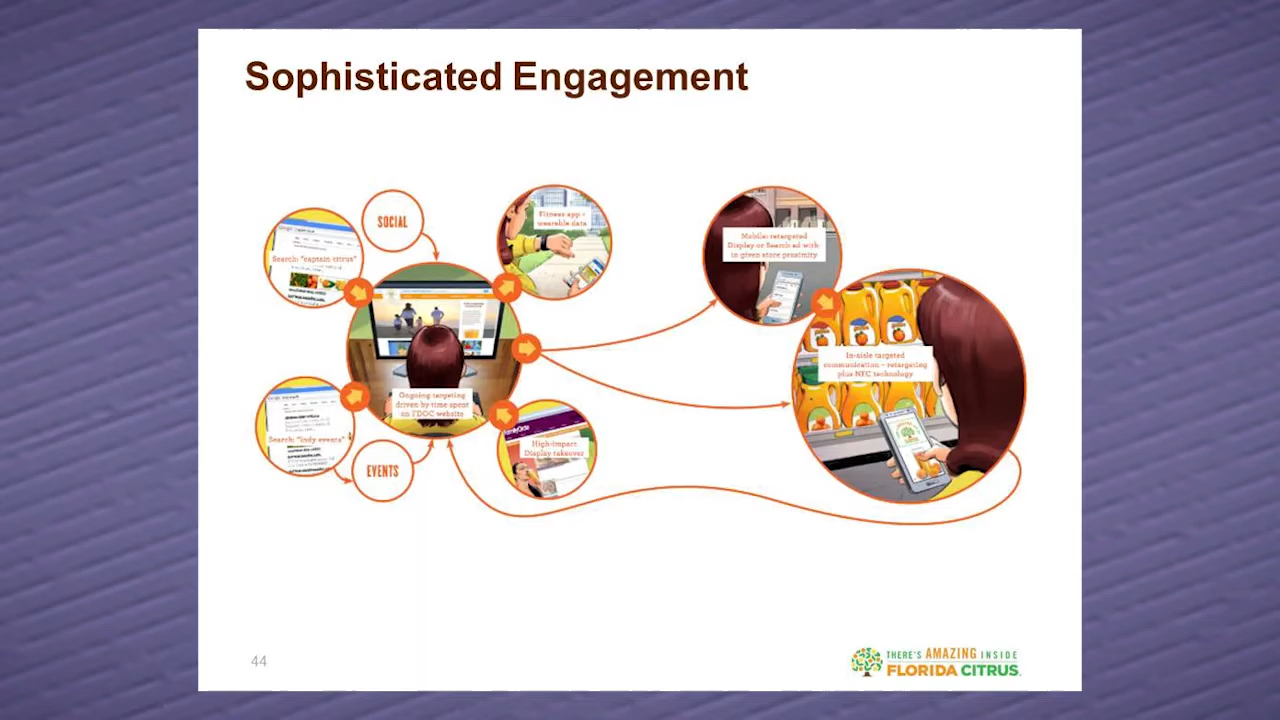 Sophisticated Engagement
SOCIAL
Search: "captain citrus"
Fitness app +
wearable data
Mobile: retargeted
Display or Search ad with-
in given store proximity
In-aisle targeted
communication – retargeting
plus NFC technology
Ongoing targeting
driven by time spent
on FDOC website
Search: "indy events"
EVENTS
High-impact
Display takeover
44
THERE'S AMAZING INSIDE
FLORIDA CITRUS